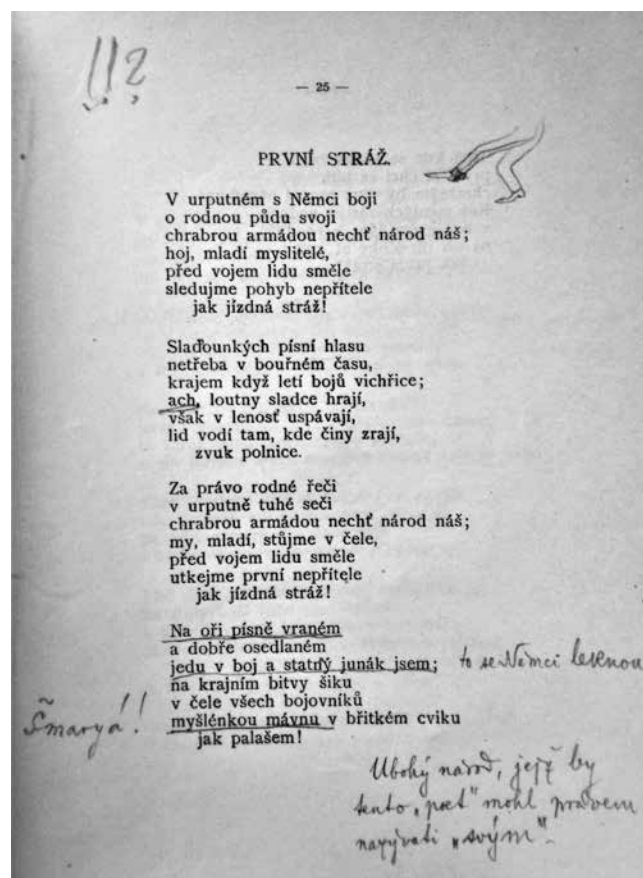 !!?
— 25 —
PRVNÍ STRÁŽ.
V urputném s Němci boji
o rodnou půdu svoji
chrabrou armádou nechť národ náš;
hoj, mladí myslitelé,
před vojem lidu směle
sledujme pohyb nepřítele
jak jízdná stráž!
Slaďounkých písní hlasu
netřeba v bouřném času,
krajem když letí bojů vichřice;
ach, loutny sladce hrají,
však v lenosť uspávají,
lid vodí tam, kde činy zrají,
zvuk polnice.
Za právo rodné řeči
v urputně tuhé seči
chrabrou armádou nechť národ náš;
my, mladí, stůjme v čele,
před vojem lidu směle
utkejme první nepřítele
jak jízdná stráž!
Na oři písně vraném
a dobře osedlaném
jedu v boj a statný junák jsem; to se Němci leknou
na krajním bitvy šiku
v čele všech bojovníků
Šmaryá!! myšlénkou mávnu v břitkém cviku
jak palašem!
Ubohý národ, jejž by
tento „poet" mohl právem
nazývati „svým".